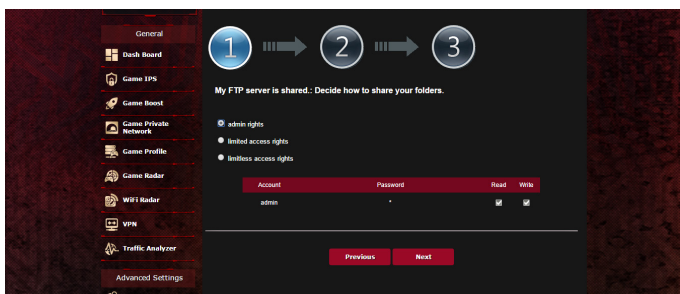 General
Dash Board
Game IPS
Game Boost
Game Private
Network
Game Profile
Game Radar
WiFi Radar
VPN
Traffic Analyzer
Advanced Settings
1
2
3
My FTP server is shared.: Decide how to share your folders.
admin rights
limited access rights
limitless access rights
Account Password Read Write
admin *
Previous Next